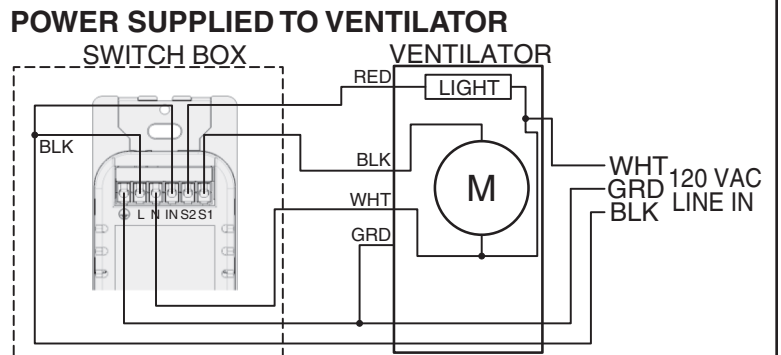 POWER SUPPLIED TO VENTILATOR
SWITCH BOX
VENTILATOR
RED
LIGHT
BLK
BLK
M
WHT
GRD
L N IN S2 S1
WHT
GRD
BLK
120 VAC
LINE IN